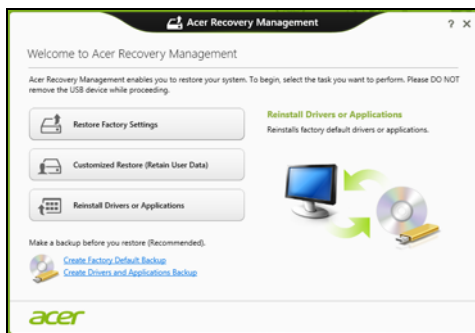 Acer Recovery Management
Welcome to Acer Recovery Management
Acer Recovery Management enables you to restore your system. To begin, select the task you want to perform. Please DO NOT
remove the USB device while proceeding.
Restore Factory Settings
Customized Restore (Retain User Data)
Reinstall Drivers or Applications
Reinstall Drivers or Applications
Reinstalls factory default drivers or applications.
Make a backup before you restore (Recommended).
Create Factory Default Backup
Create Drivers and Applications Backup
acer